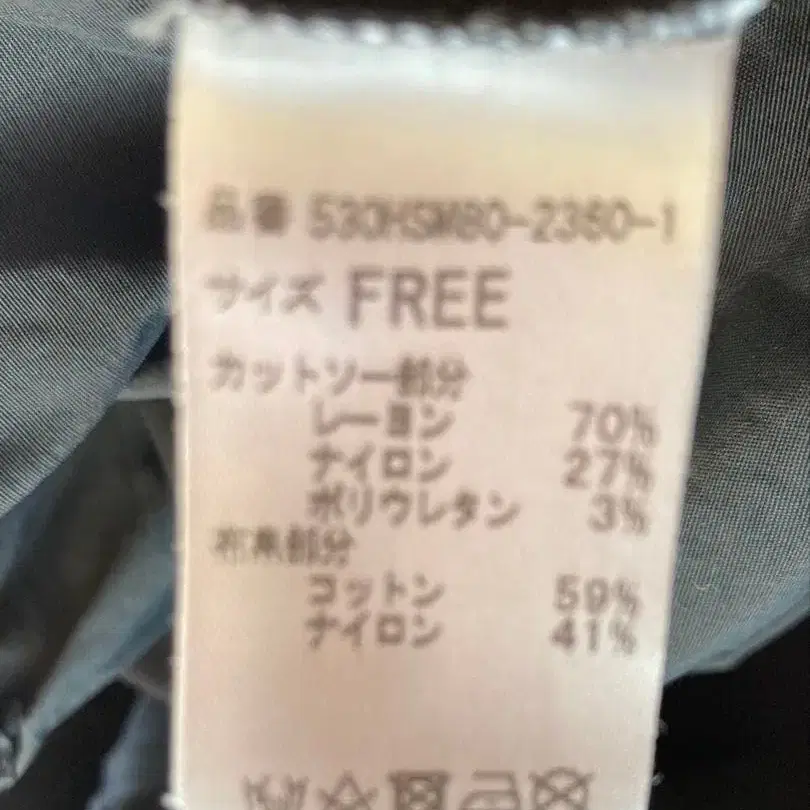 品番 530HSM80-2360-1
サイズ FREE
カットソー部分
レーヨン 70%
ナイロン 27%
ポリウレタン 3%
布帛部分
コットン 59%
ナイロン 41%